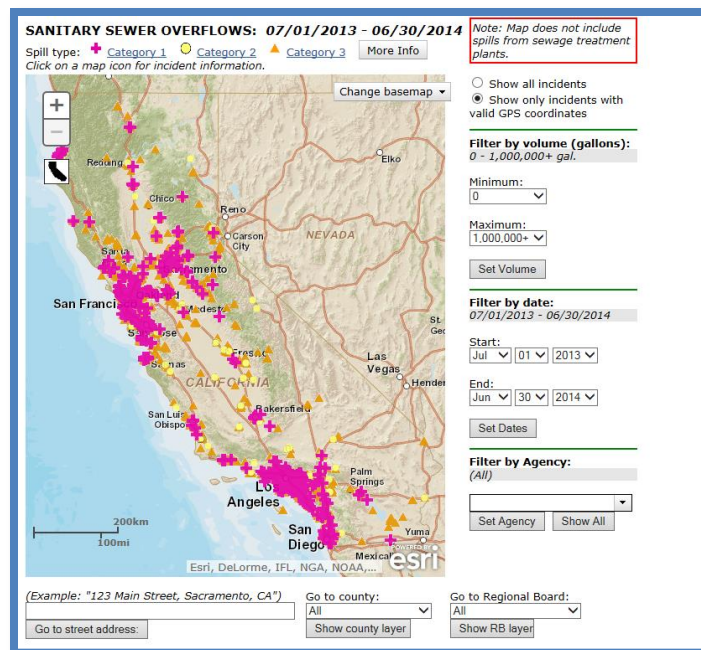 SANITARY SEWER OVERFLOWS: 07/01/2013 - 06/30/2014
Spill type: Category 1 Category 2 Category 3 More Info
Click on a map icon for incident information.
Note: Map does not include
spills from sewage treatment
plants.
Change basemap
+
−
Redding
Elko
Chico
Reno
Carson
City
NEVADA
San Francisco
Modesto
St.
Las
Vegas
Fresno
CALIFORNIA
San Luis
Obispo
Bakersfield
Los
Angeles
Palm
Springs
San
Diego
Yuma
Mexicali
200km
100mi
POWERED BY
esri
Esri, DeLorme, IFL, NGA, NOAA,...
Show all incidents
Show only incidents with
valid GPS coordinates
Filter by volume (gallons):
0 - 1,000,000+ gal.
Minimum:
0
Maximum:
1,000,000+
Set Volume
Filter by date:
07/01/2013 - 06/30/2014
Start:
Jul 01 2013
End:
Jun 30 2014
Set Dates
Filter by Agency:
(All)
Set Agency Show All
(Example: "123 Main Street, Sacramento, CA")
Go to street address:
Go to county:
All
Show county layer
Go to Regional Board:
All
Show RB layer